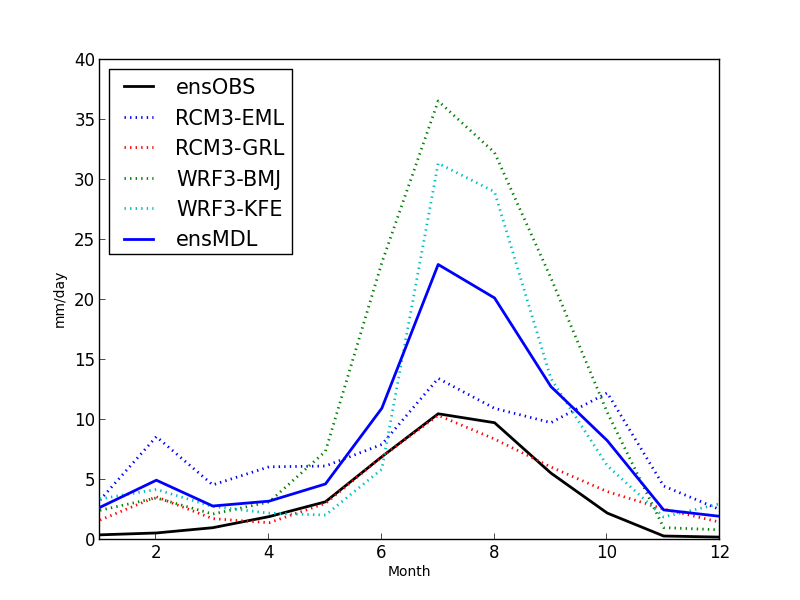 40
35
30
25
20
15
10
5
0
mm/day
ensOBS
RCM3-EML
RCM3-GRL
WRF3-BMJ
WRF3-KFE
ensMDL
2 4 6 8 10 12
Month